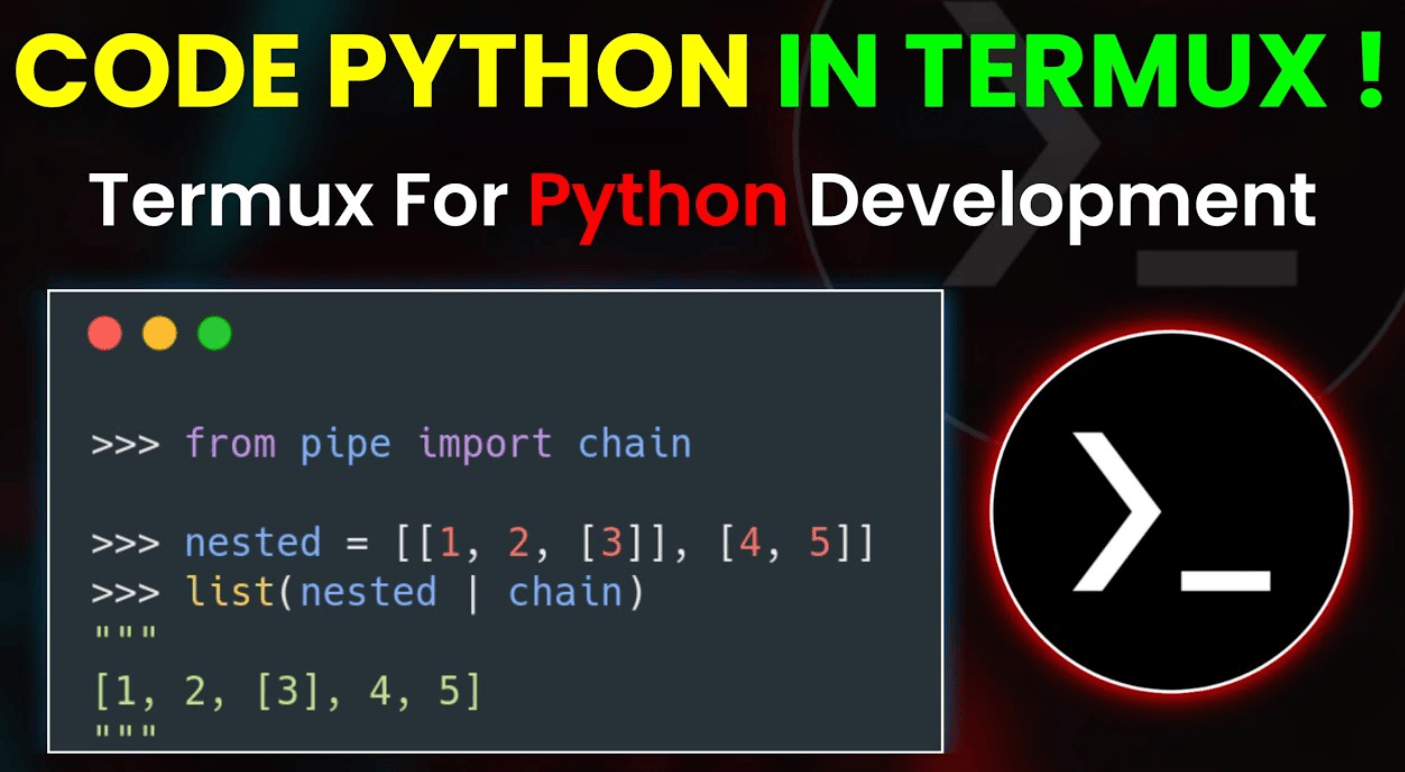 CODE PYTHON IN TERMUX !
Termux For Python Development
>>> from pipe import chain
>>> nested = [[1, 2, [3]], [4, 5]]
>>> list(nested | chain)
"""
[1, 2, [3], 4, 5]
"""